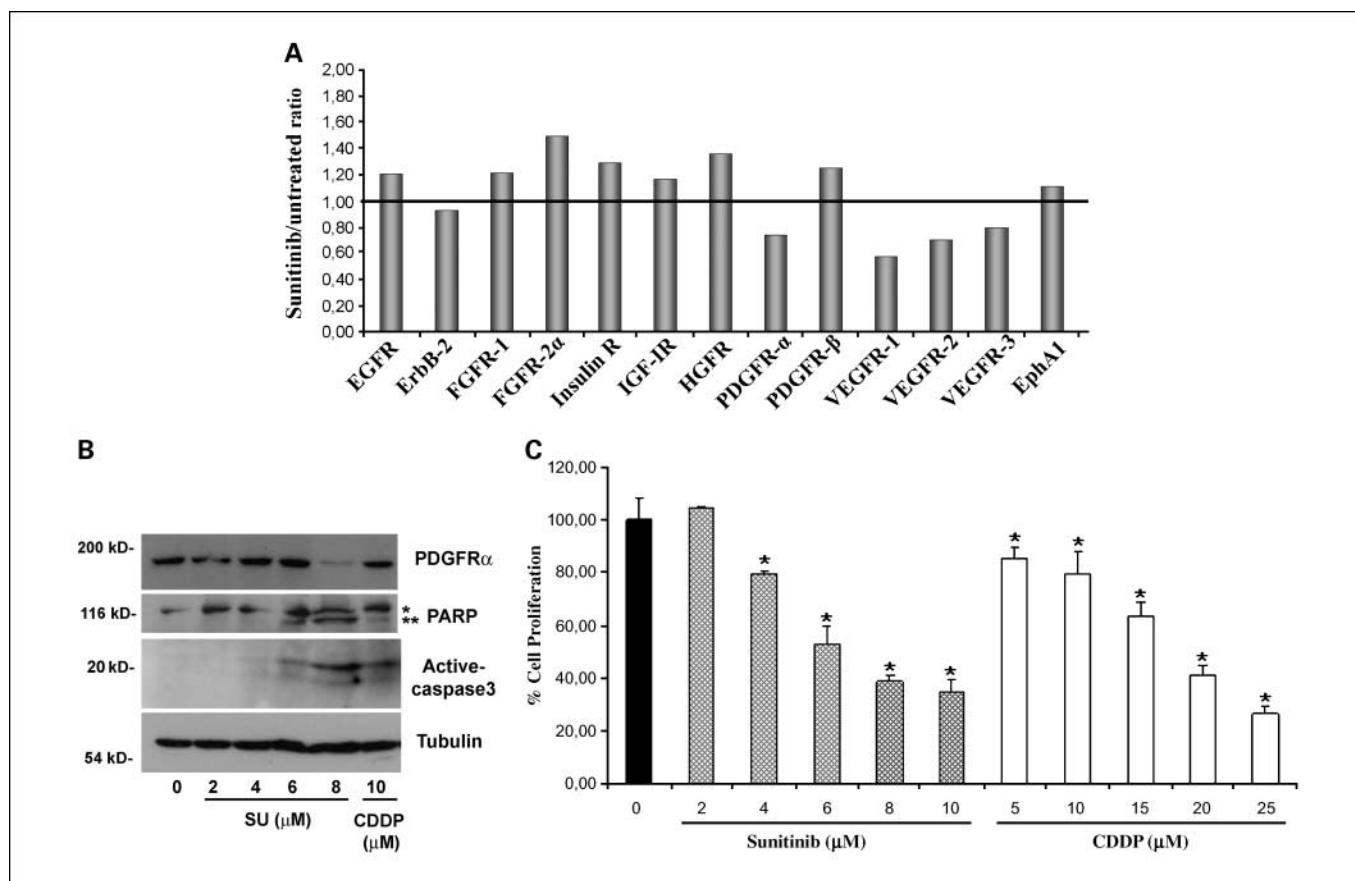 A
Sunitinib/untreated ratio
2,00
1,80
1,60
1,40
1,20
1,00
0,80
0,60
0,40
0,20
0,00
EGFR
ErbB-2
FGFR-1
FGFR-2α
Insulin R
IGF-IR
HGFR
PDGFR-α
PDGFR-β
VEGFR-1
VEGFR-2
VEGFR-3
EphA1
B
200 kD-
PDGFRα
116 kD-
*
** PARP
20 kD-
Active-
caspase3
Tubulin
54 kD-
0 2 4 6 8 10
SU (μM) CDDP
(μM)
C
% Cell Proliferation
120,00
100,00
80,00
60,00
40,00
20,00
0,00
* * * * * * * * *
0 2 4 6 8 10 5 10 15 20 25
Sunitinib (μM) CDDP (μM)